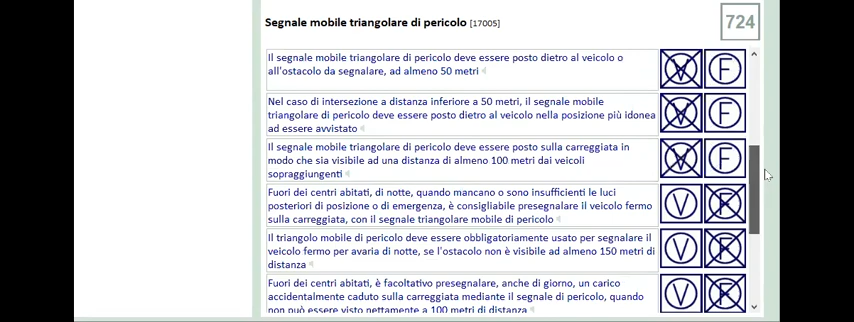 Segnale mobile triangolare di pericolo [17005]
724
Il segnale mobile triangolare di pericolo deve essere posto dietro al veicolo o
all'ostacolo da segnalare, ad almeno 50 metri
V F
Nel caso di intersezione a distanza inferiore a 50 metri, il segnale mobile
triangolare di pericolo deve essere posto dietro al veicolo nella posizione più idonea
ad essere avvistato
V F
Il segnale mobile triangolare di pericolo deve essere posto sulla carreggiata in
modo che sia visibile ad una distanza di almeno 100 metri dai veicoli
sopraggiungenti
V F
Fuori dei centri abitati, di notte, quando mancano o sono insufficienti le luci
posteriori di posizione o di emergenza, è consigliabile presegnalare il veicolo fermo
sulla carreggiata, con il segnale triangolare mobile di pericolo
V F
Il triangolo mobile di pericolo deve essere obbligatoriamente usato per segnalare il
veicolo fermo per avaria di notte, se l'ostacolo non è visibile ad almeno 150 metri di
distanza
V F
Fuori dei centri abitati, è facoltativo presegnalare, anche di giorno, un carico
accidentalmente caduto sulla carreggiata mediante il segnale di pericolo, quando
non può essere visto nettamente a 100 metri di distanza
V F